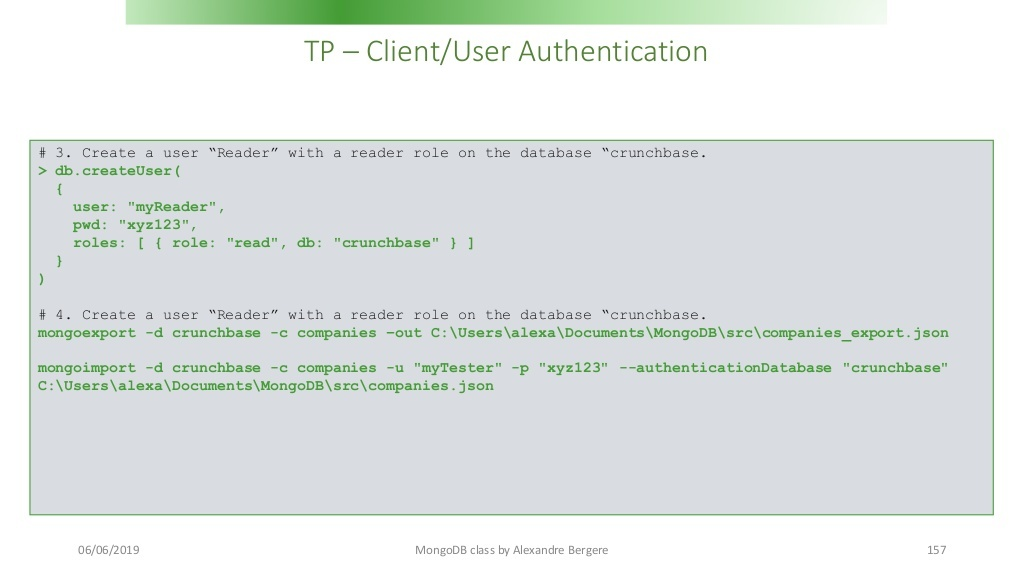 TP – Client/User Authentication
# 3. Create a user “Reader” with a reader role on the database “crunchbase.
> db.createUser(
{
user: "myReader",
pwd: "xyz123",
roles: [ { role: "read", db: "crunchbase" } ]
}
)
# 4. Create a user “Reader” with a reader role on the database “crunchbase.
mongoexport -d crunchbase -c companies –out C:\Users\alexa\Documents\MongoDB\src\companies_export.json
mongoimport -d crunchbase -c companies -u "myTester" -p "xyz123" --authenticationDatabase "crunchbase"
C:\Users\alexa\Documents\MongoDB\src\companies.json
06/06/2019
MongoDB class by Alexandre Bergere
157